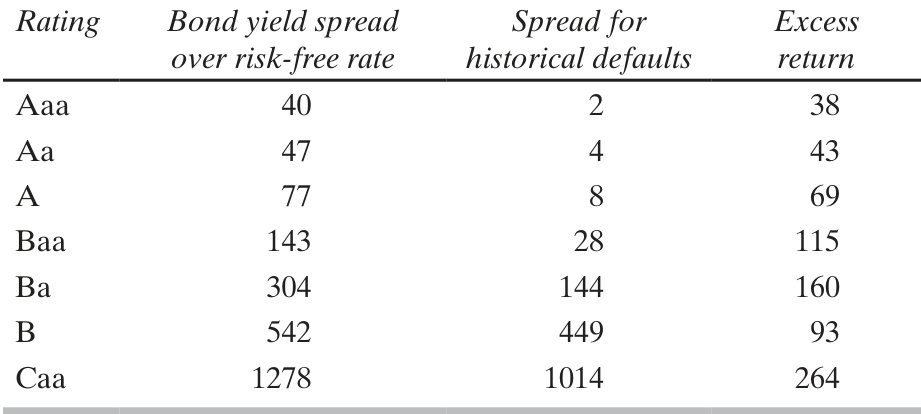 Rating Bond yield spread over risk-free rate Spread for historical defaults Excess return
Aaa 40 2 38
Aa 47 4 43
A 77 8 69
Baa 143 28 115
Ba 304 144 160
B 542 449 93
Caa 1278 1014 264